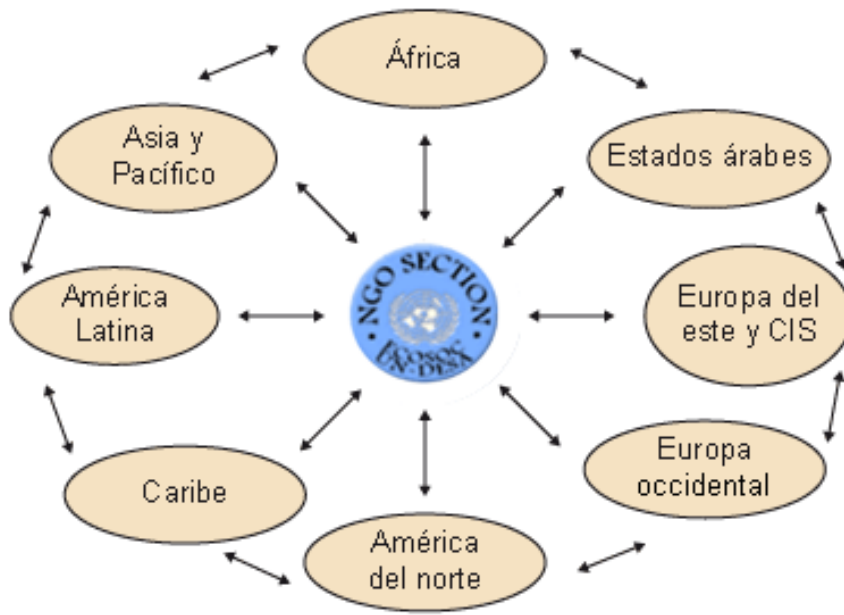 África
Asia y
Pacífico
Estados árabes
NGO SECTION
ECOSOC
UN-DESA
América
Latina
Europa del
este y CIS
Europa
occidental
Caribe
América
del norte